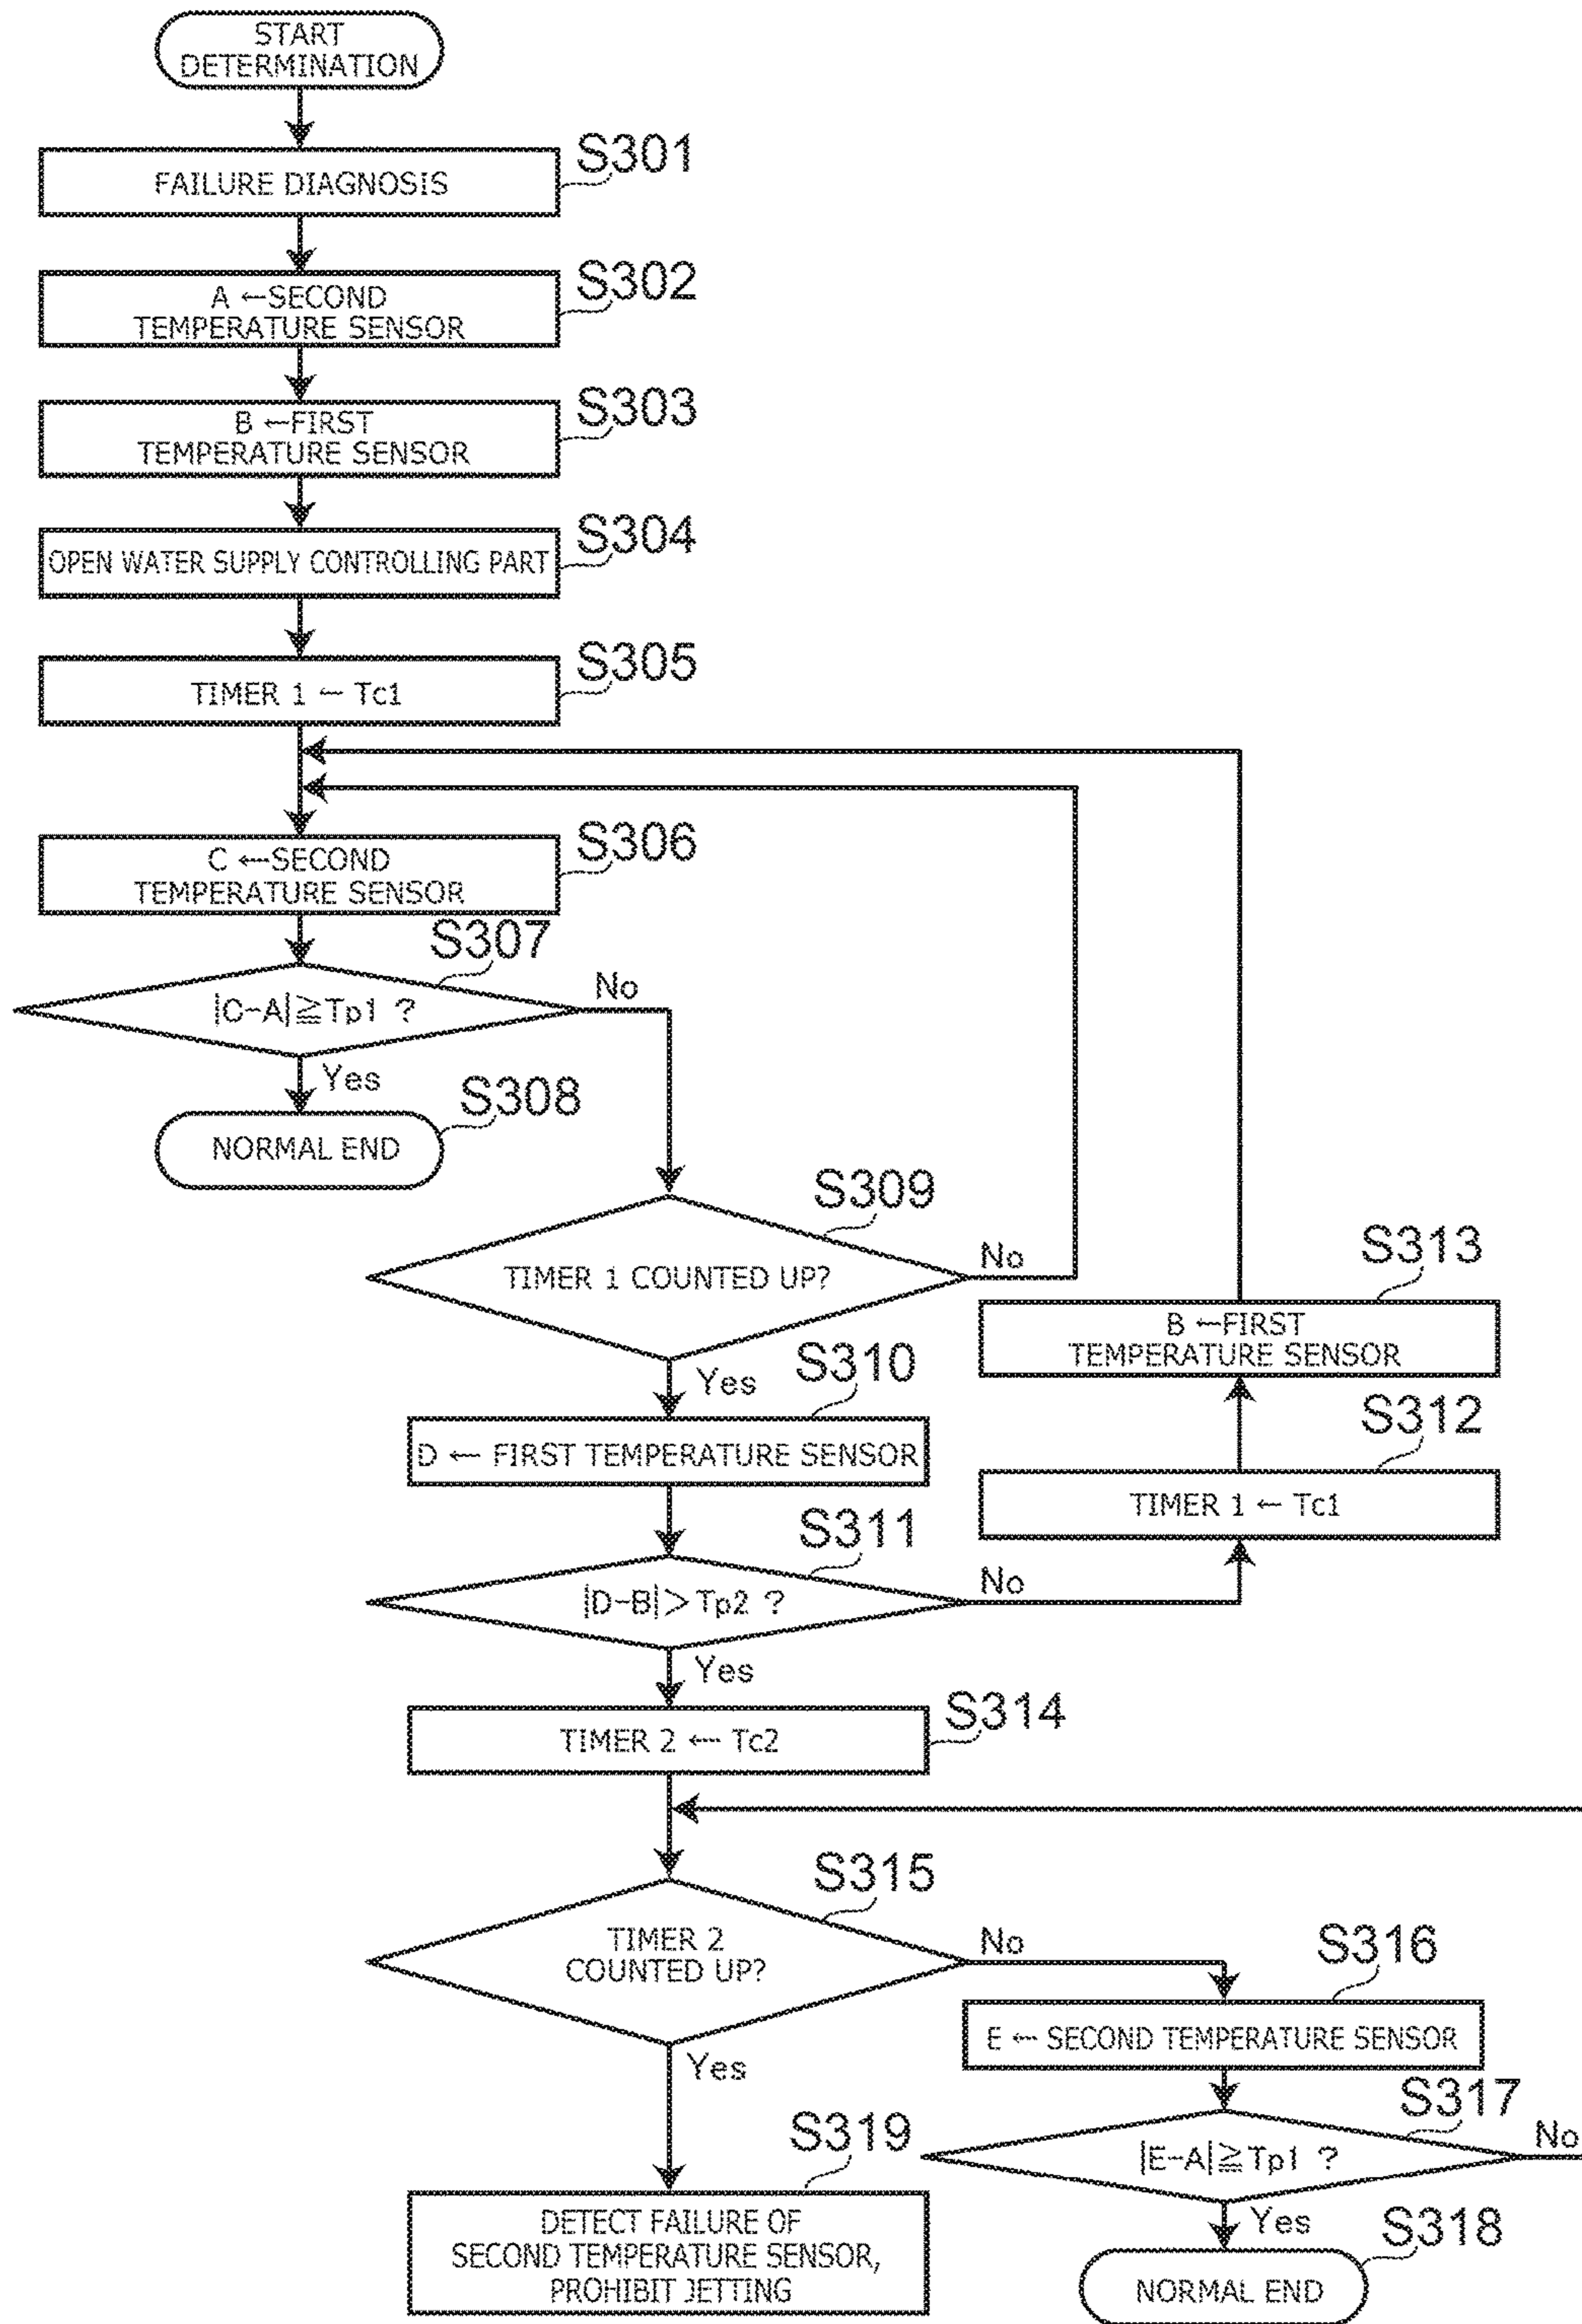 START
DETERMINATION
FAILURE DIAGNOSIS
S301
A ←SECOND
TEMPERATURE SENSOR
S302
B ←FIRST
TEMPERATURE SENSOR
S303
OPEN WATER SUPPLY CONTROLLING PART
S304
TIMER 1 ← Tc1
S305
C ←SECOND
TEMPERATURE SENSOR
S306
S307
|C-A|≧Tp1 ?
No
Yes
S308
NORMAL END
S309
TIMER 1 COUNTED UP?
No
Yes
S310
D ← FIRST TEMPERATURE SENSOR
S311
|D-B|>Tp2 ?
No
Yes
S313
B ←FIRST
TEMPERATURE SENSOR
S312
TIMER 1 ← Tc1
S314
TIMER 2 ← Tc2
S315
TIMER 2
COUNTED UP?
No
Yes
S316
E ← SECOND TEMPERATURE SENSOR
S317
|E-A|≧Tp1 ?
No
Yes
S318
NORMAL END
S319
DETECT FAILURE OF
SECOND TEMPERATURE SENSOR,
PROHIBIT JETTING